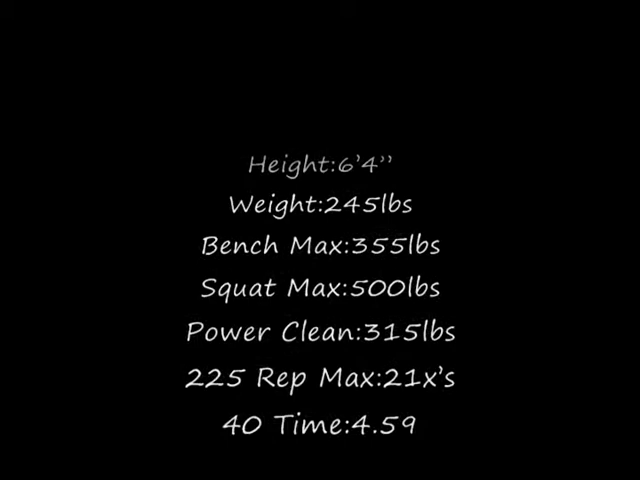 Height:6'4"
Weight:245lbs
Bench Max:355lbs
Squat Max:500lbs
Power Clean:315lbs
225 Rep Max:21x's
40 Time:4.59